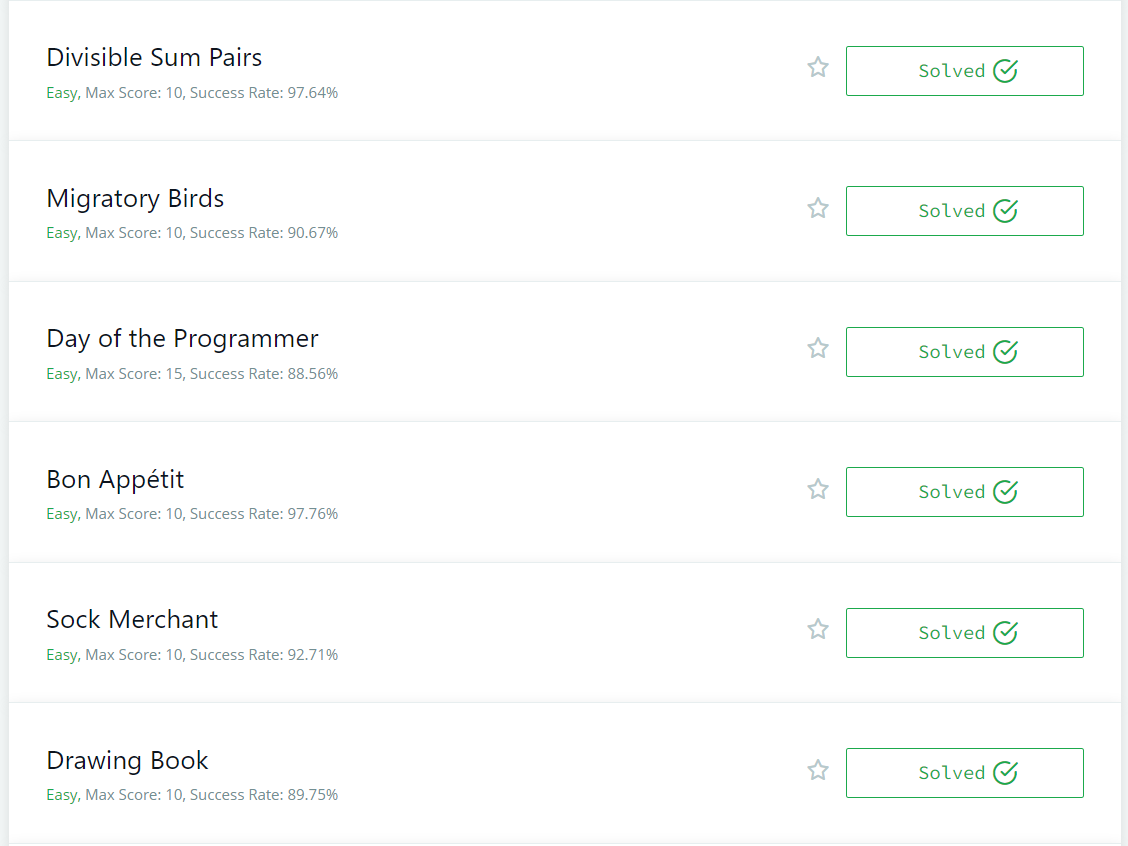 Divisible Sum Pairs
Solved
Easy, Max Score: 10, Success Rate: 97.64%
Migratory Birds
Solved
Easy, Max Score: 10, Success Rate: 90.67%
Day of the Programmer
Solved
Easy, Max Score: 15, Success Rate: 88.56%
Bon Appétit
Solved
Easy, Max Score: 10, Success Rate: 97.76%
Sock Merchant
Solved
Easy, Max Score: 10, Success Rate: 92.71%
Drawing Book
Solved
Easy, Max Score: 10, Success Rate: 89.75%